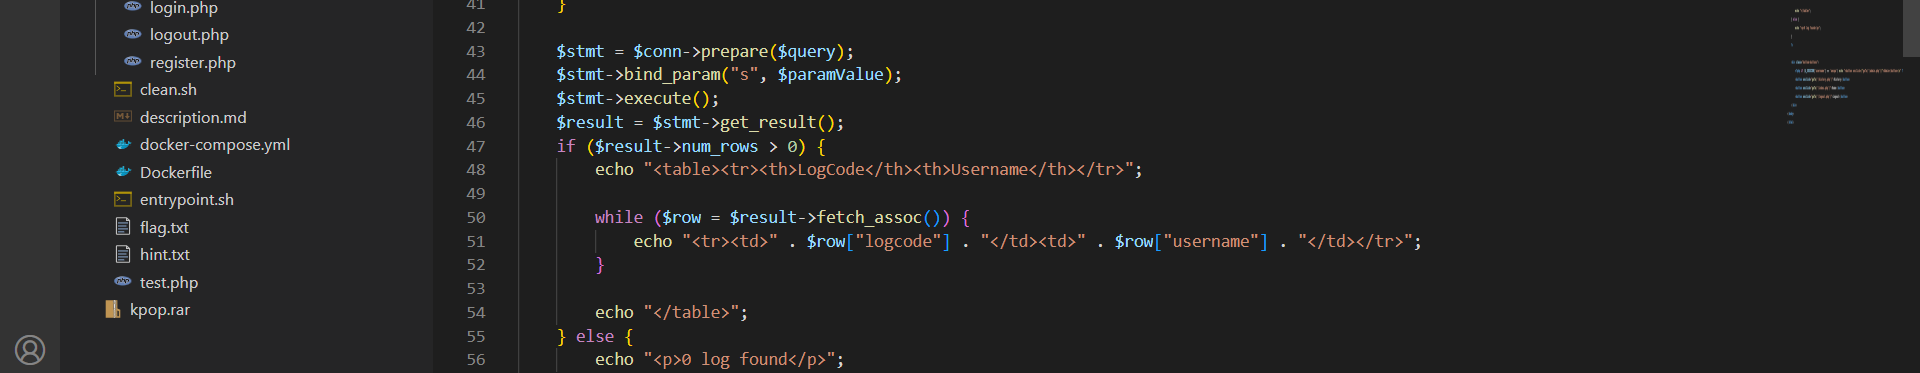 login.php
logout.php
register.php
clean.sh
description.md
docker-compose.yml
Dockerfile
entrypoint.sh
flag.txt
hint.txt
test.php
kpop.rar
41 }
42
43 $stmt = $conn->prepare($query);
44 $stmt->bind_param("s", $paramValue);
45 $stmt->execute();
46 $result = $stmt->get_result();
47 if ($result->num_rows > 0) {
48 echo "<table><tr><th>LogCode</th><th>Username</th></tr>";
49
50 while ($row = $result->fetch_assoc()) {
51 echo "<tr><td>" . $row["logcode"] . "</td><td>" . $row["username"] . "</td></tr>";
52 }
53
54 echo "</table>";
55 } else {
56 echo "<p>0 log found</p>";